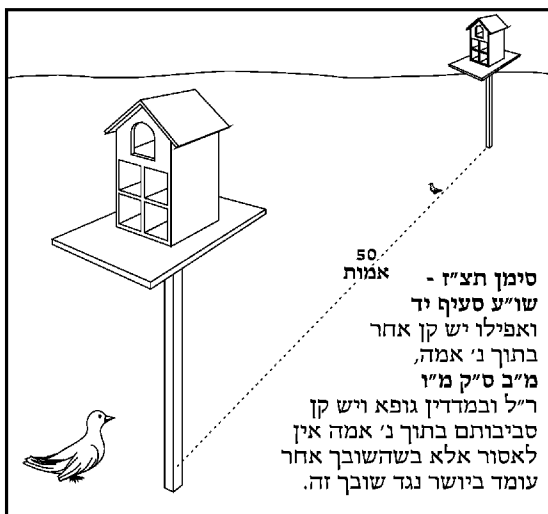 50
אמות
סימן תצ״ז -
שו״ע סעיף יד
ואפילו יש קן אחר
בתוך נ׳ אמה,
מ״ב ס״ק מ״ו
ר״ל ובמדדין גופא ויש קן
סביבותם בתוך נ׳ אמה אין
לאסור אלא בשהשובך אחר
עומד ביושר נגד שובך זה.